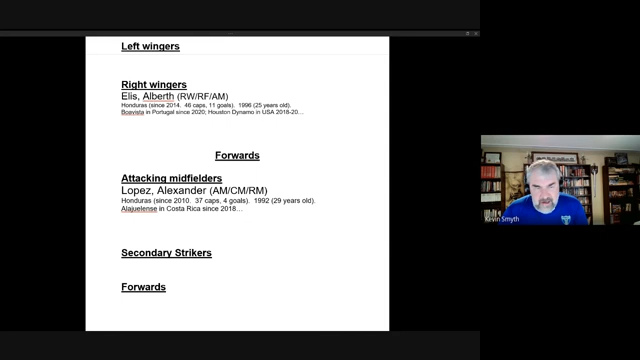 Left wingers
Right wingers
Elis, Alberth (RW/RF/AM)
Honduras (since 2014. 46 caps, 11 goals). 1996 (25 years old).
Boavista in Portugal since 2020; Houston Dynamo in USA 2018-20…
Forwards
Attacking midfielders
Lopez, Alexander (AM/CM/RM)
Honduras (since 2010. 37 caps, 4 goals). 1992 (29 years old).
Alajuelense in Costa Rica since 2018…
Secondary Strikers
Forwards
Kevin Smyth